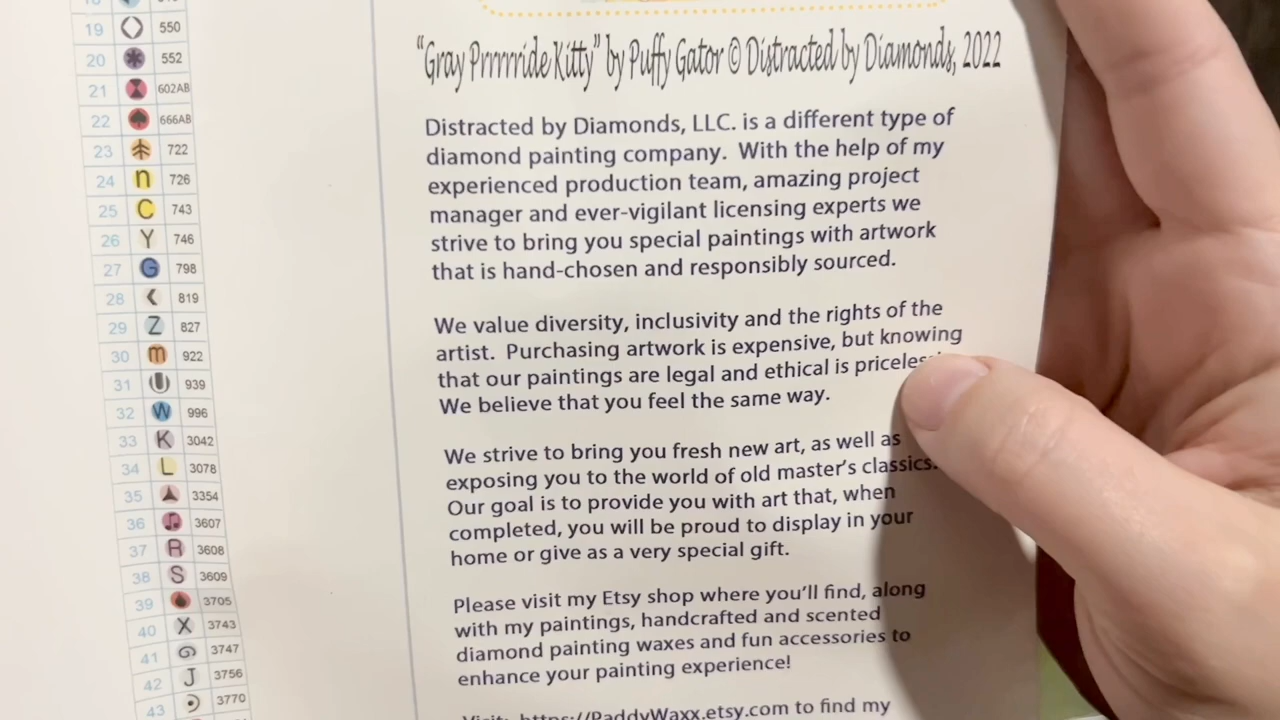 19 550
20 552
21 602AB
22 666AB
23 722
24 n 726
25 C 743
26 Y 746
27 G 798
28 819
29 Z 827
30 m 922
31 939
32 W 996
33 K 3042
34 L 3078
35 3354
36 3607
37 R 3608
38 S 3609
39 3705
40 X 3743
41 3747
42 J 3756
43 3770
“Gray Prrrrride Kitty” by Puffy Gator © Distracted by Diamonds, 2022
Distracted by Diamonds, LLC. is a different type of
diamond painting company. With the help of my
experienced production team, amazing project
manager and ever-vigilant licensing experts we
strive to bring you special paintings with artwork
that is hand-chosen and responsibly sourced.
We value diversity, inclusivity and the rights of the
artist. Purchasing artwork is expensive, but knowing
that our paintings are legal and ethical is
We believe that you feel the same way.
We strive to bring you fresh new art, as well as
exposing you to the world of old master's classics.
Our goal is to provide you with art that, when
completed, you will be proud to display in your
home or give as a very special gift.
Please visit my Etsy shop where you'll find, along
with my paintings, handcrafted and scented
diamond painting waxes and fun accessories to
enhance your painting experience!
Visit: https://PaddyWaxx.etsy.com to find my